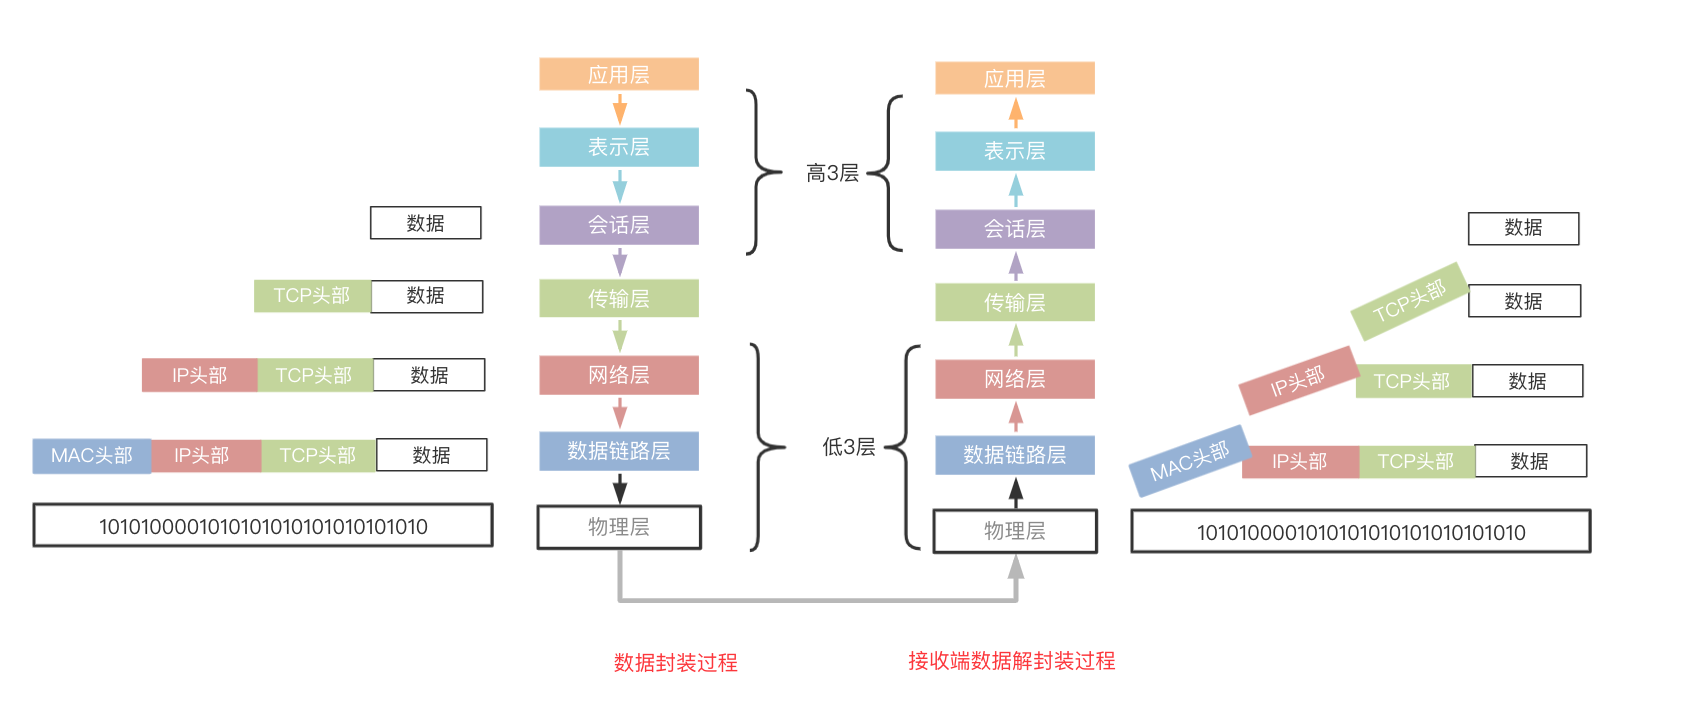 应用层
表示层
会话层
传输层
网络层
数据链路层
物理层
数据
TCP头部 数据
IP头部 TCP头部 数据
MAC头部 IP头部 TCP头部 数据
1010100001010101010101010101010
高3层
低3层
应用层
表示层
会话层
传输层
网络层
数据链路层
物理层
数据
TCP头部 数据
IP头部 TCP头部 数据
MAC头部 IP头部 TCP头部 数据
1010100001010101010101010101010
数据封装过程
接收端数据解封装过程